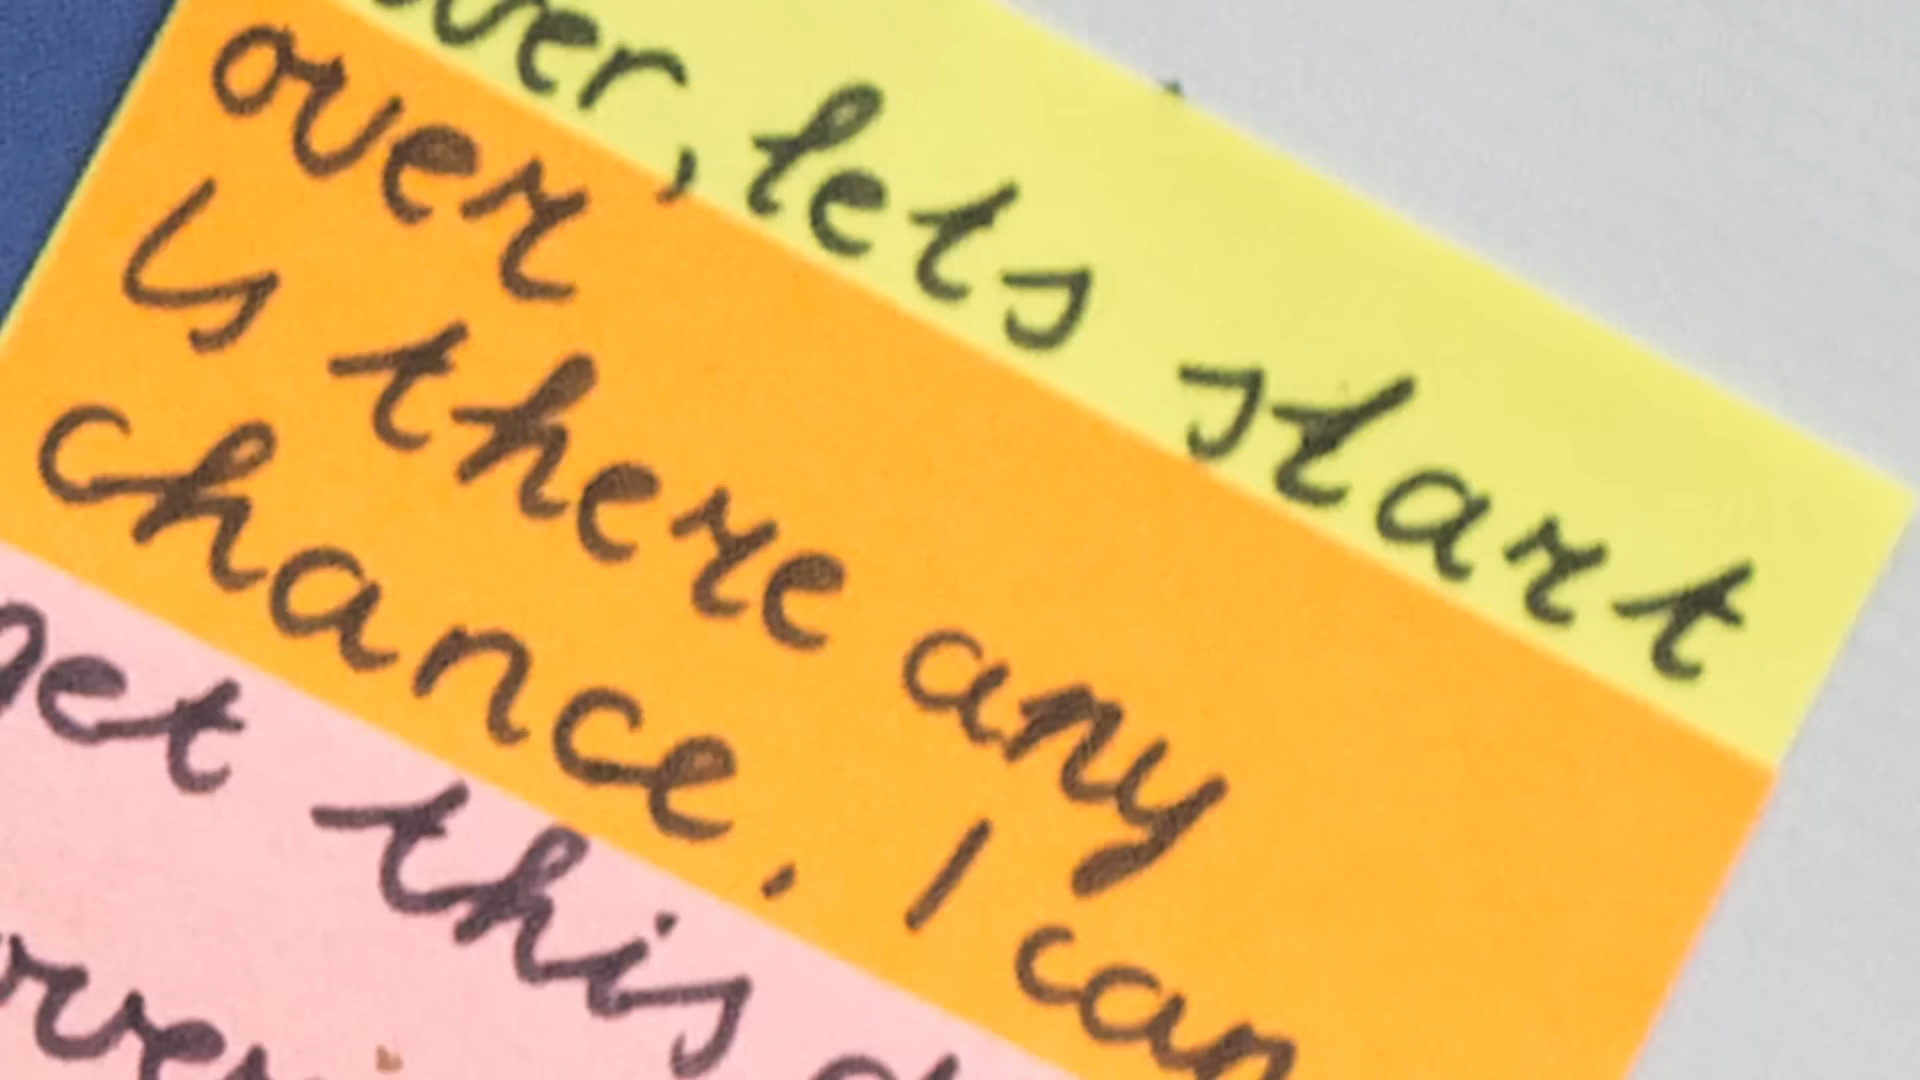 over, lets start
over
is there any
chance, I can
get this